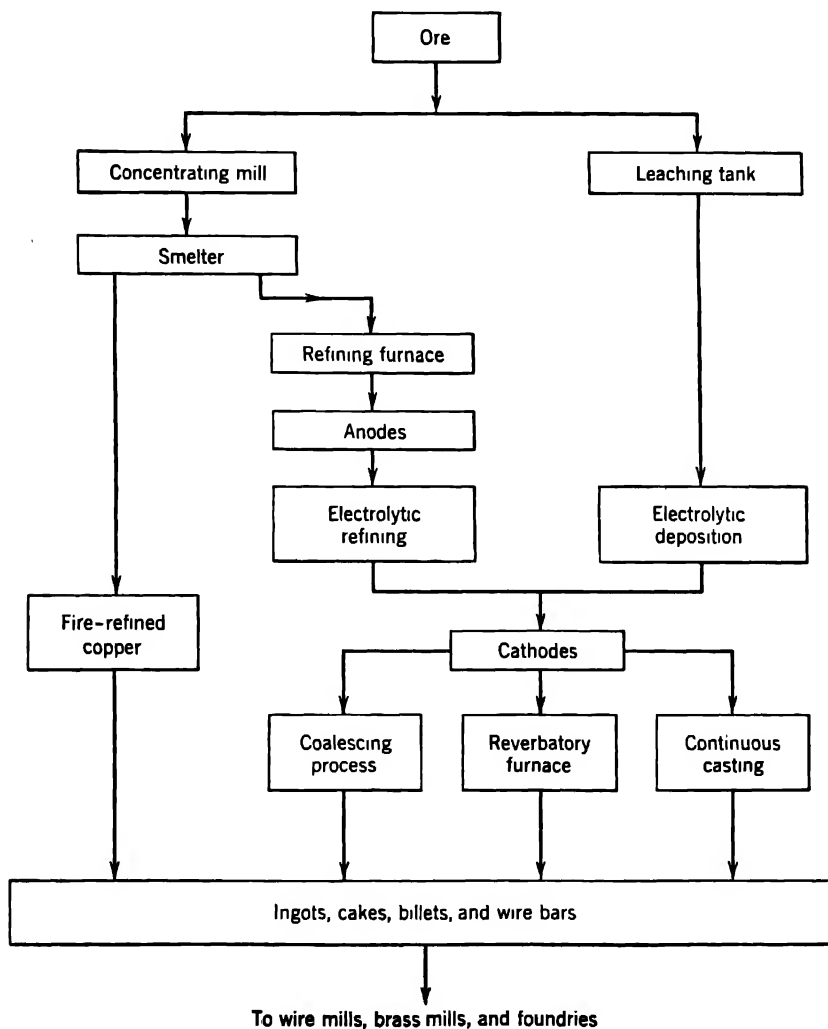 Ore
Concentrating mill
Leaching tank
Smelter
Refining furnace
Anodes
Electrolytic
refining
Electrolytic
deposition
Fire-refined
copper
Cathodes
Coalescing
process
Reverbatory
furnace
Continuous
casting
Ingots, cakes, billets, and wire bars
To wire mills, brass mills, and foundries